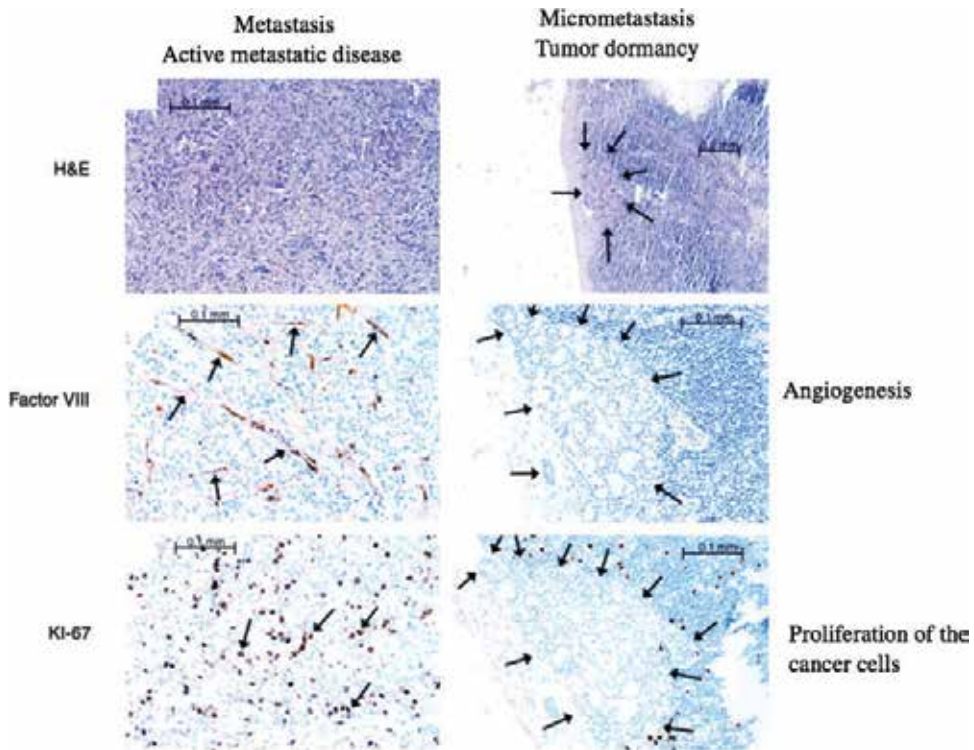 Metastasis
Active metastatic disease
Micrometastasis
Tumor dormancy
H&E
0.1 mm
Factor VIII
0.1 mm
0.1 mm
Angiogenesis
KI-67
0.1 mm
0.1 mm
Proliferation of the
cancer cells